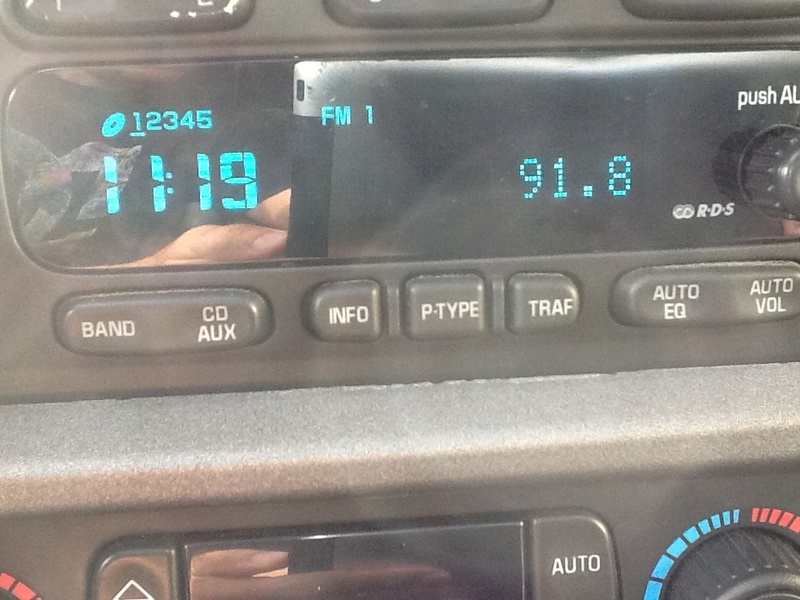 push AU
12345
FM 1
11:19
91.8
R·D·S
BAND
CD
AUX
INFO
P·TYPE
TRAF
AUTO
EQ
AUTO
VOL
AUTO